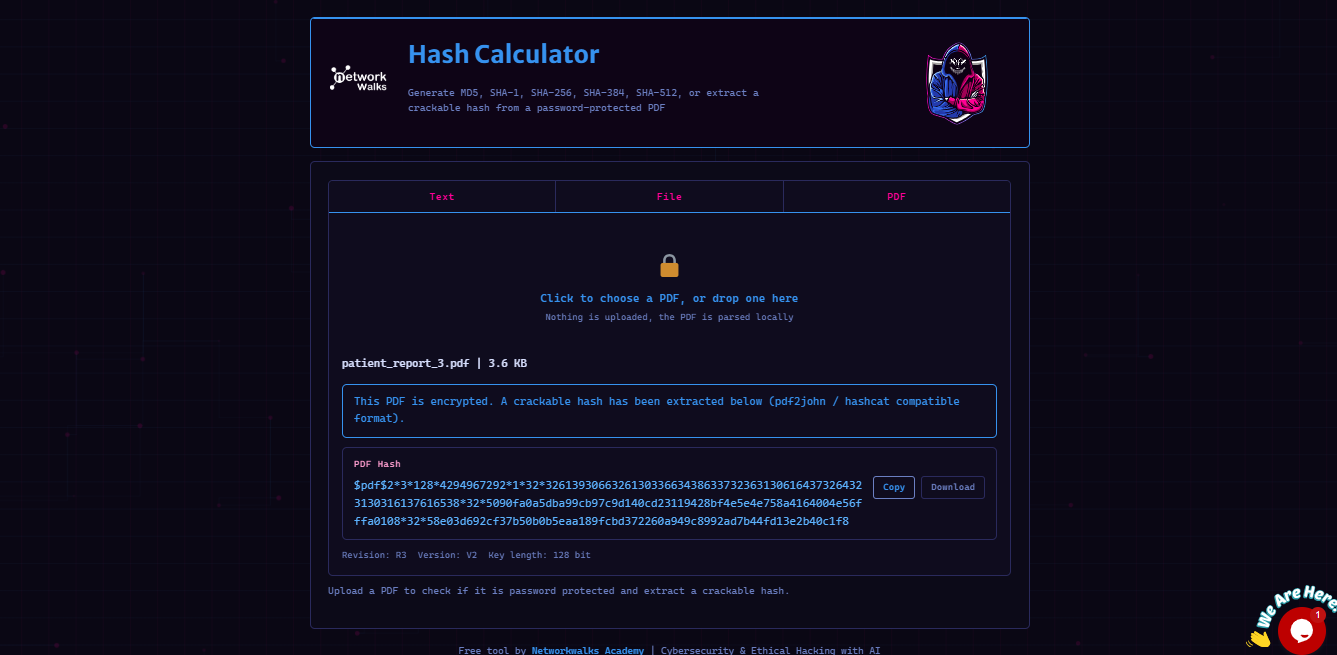 network
Walks
Hash Calculator
Generate MD5, SHA-1, SHA-256, SHA-384, SHA-512, or extract a
crackable hash from a password-protected PDF
Text
File
PDF
Click to choose a PDF, or drop one here
Nothing is uploaded, the PDF is parsed locally
patient_report_3.pdf | 3.6 KB
This PDF is encrypted. A crackable hash has been extracted below (pdf2john / hashcat compatible
format).
PDF Hash
$pdf$2*3*128*4294967292*1*32*3261393066326130336634386337323631306164373264​32
3130316137616538*32*5090fa0a5dba99cb97c9d140cd23119428bf4e5e4e758a4164004e56f
ffa0108*32*58e03d692cf37b50b0b5eaa189fcbd372260a949c8992ad7b44fd13e2b40c1f8
Copy
Download
Revision: R3 Version: V2 Key length: 128 bit
Upload a PDF to check if it is password protected and extract a crackable hash.
We Are Here!
1
Free tool by Networkwalks Academy | Cybersecurity & Ethical Hacking with AI